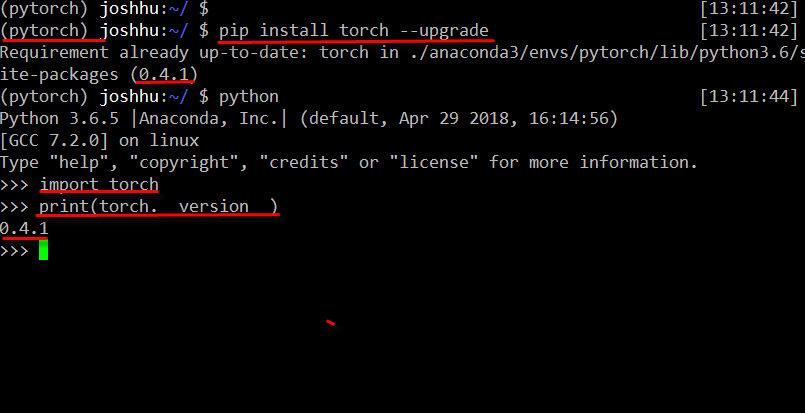 (pytorch) joshhu:~/ $ [13:11:42]
(pytorch) joshhu:~/ $ pip install torch --upgrade [13:11:42]
Requirement already up-to-date: torch in ./anaconda3/envs/pytorch/lib/python3.6/s
ite-packages (0.4.1)
(pytorch) joshhu:~/ $ python [13:11:44]
Python 3.6.5 |Anaconda, Inc.| (default, Apr 29 2018, 16:14:56)
[GCC 7.2.0] on linux
Type "help", "copyright", "credits" or "license" for more information.
>>> import torch
>>> print(torch.__version__)
0.4.1
>>>